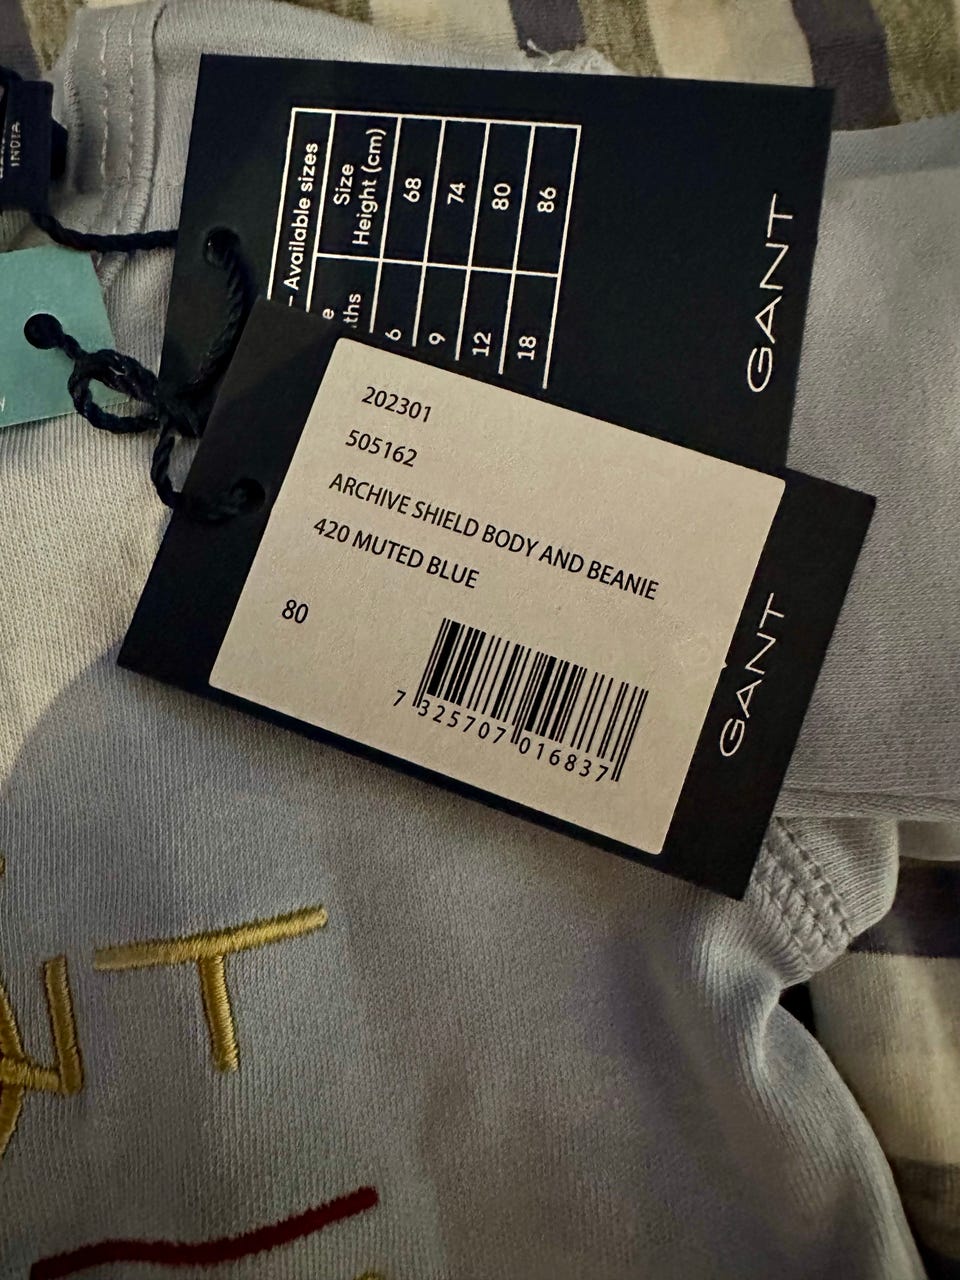 202301
505162
ARCHIVE SHIELD BODY AND BEANIE
420 MUTED BLUE
80
7 325707 016837
GANT
Available sizes
Size
Height (cm)
6 68
9 74
12 80
18 86
GANT
INDIA
NT